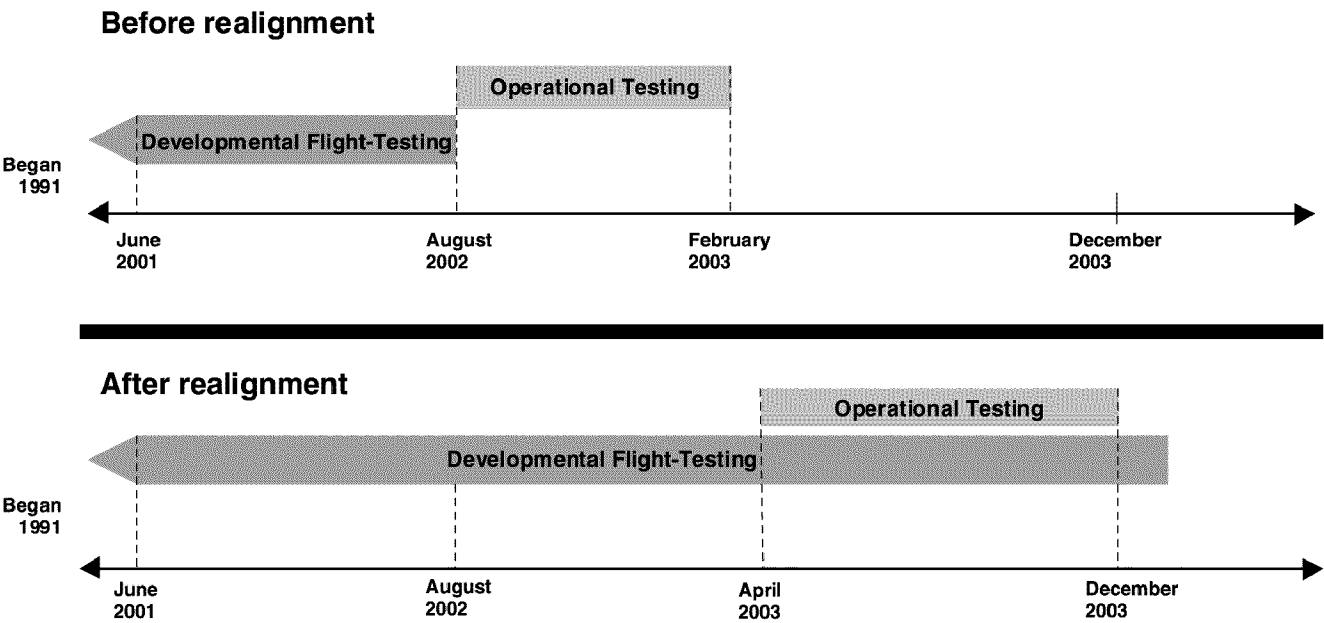 Before realignment
Operational Testing
Developmental Flight-Testing
Began
1991
June
2001
August
2002
February
2003
December
2003
After realignment
Operational Testing
Developmental Flight-Testing
Began
1991
June
2001
August
2002
April
2003
December
2003